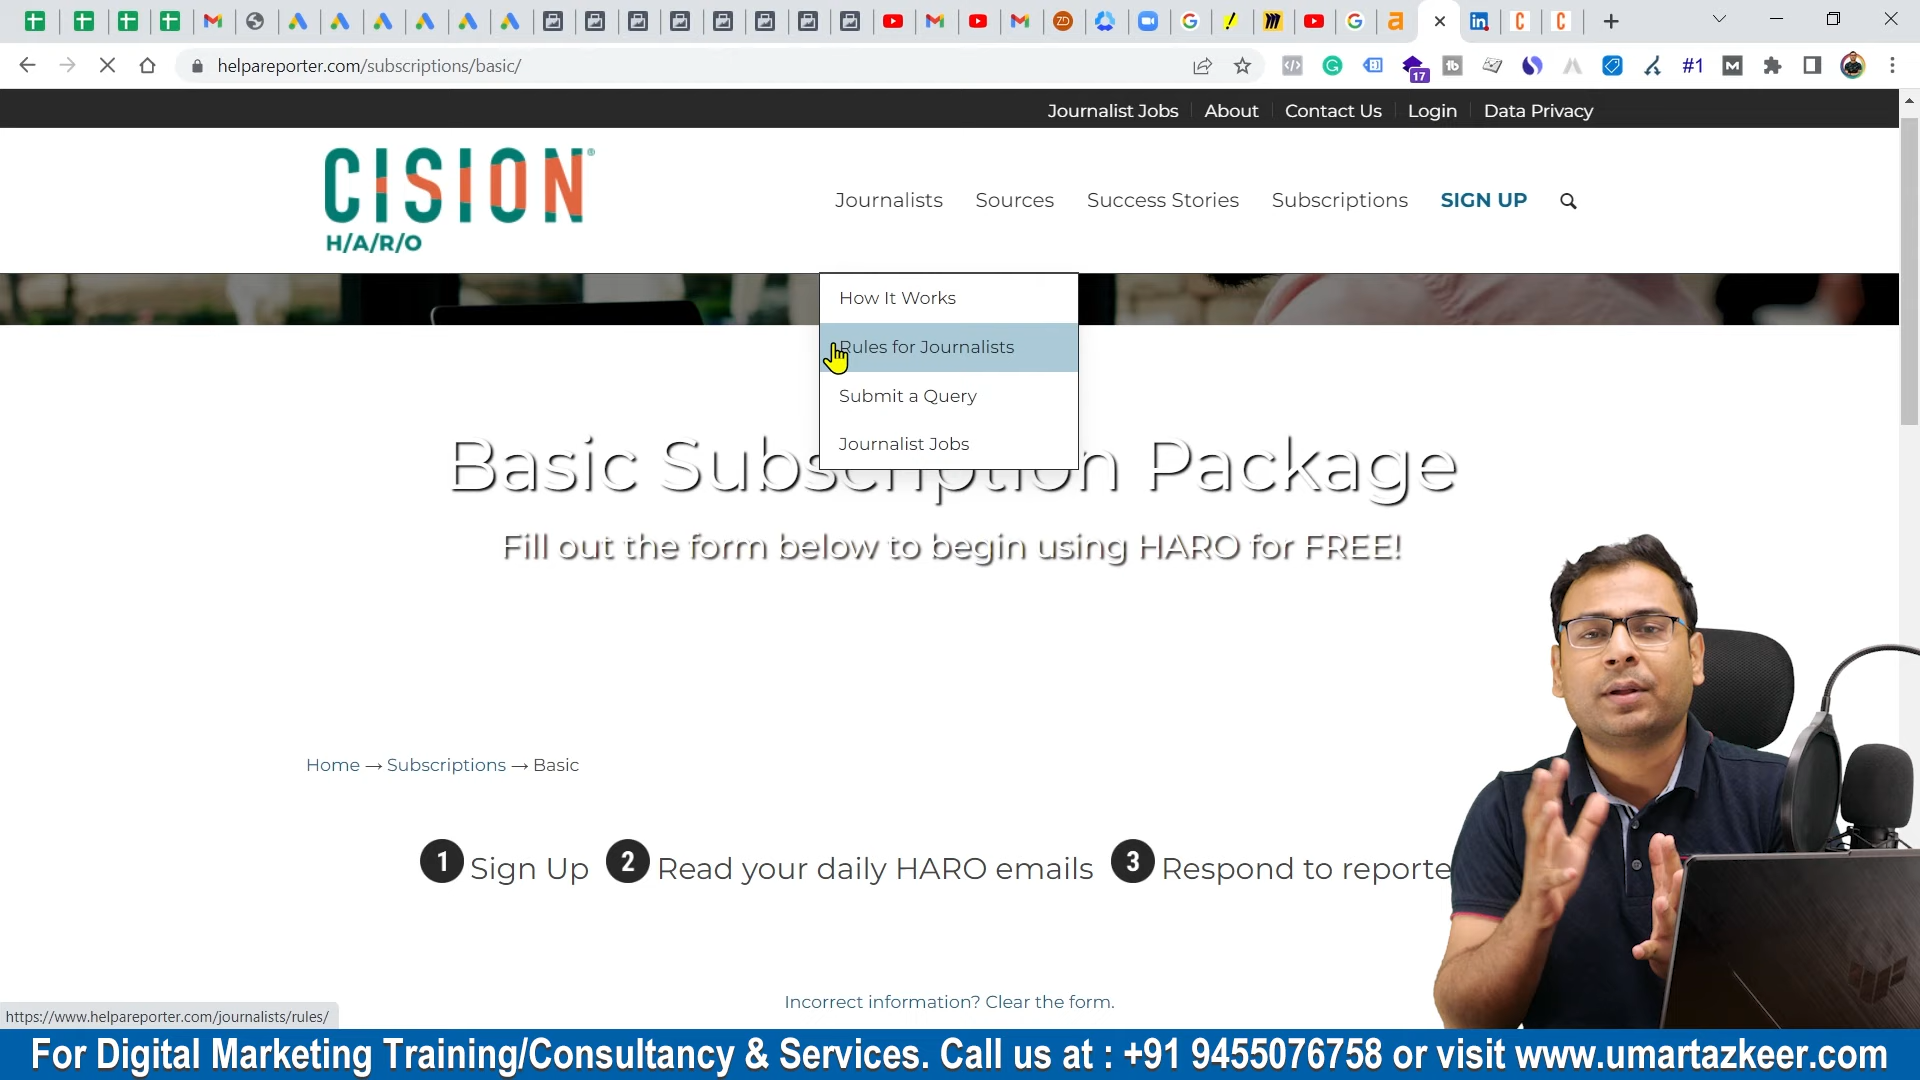 helpareporter.com/subscriptions/basic/
17
#1
Journalist Jobs
About
Contact Us
Login
Data Privacy
CISION®
H/A/R/O
Journalists
Sources
Success Stories
Subscriptions
SIGN UP
How It Works
Rules for Journalists
Submit a Query
Journalist Jobs
Basic Subscription Package
Fill out the form below to begin using HARO for FREE!
Home → Subscriptions → Basic
1 Sign Up 2 Read your daily HARO emails 3 Respond to reporte
Incorrect information? Clear the form.
https://www.helpareporter.com/journalists/rules/
For Digital Marketing Training/Consultancy & Services. Call us at : +91 9455076758 or visit www.umartazkeer.com